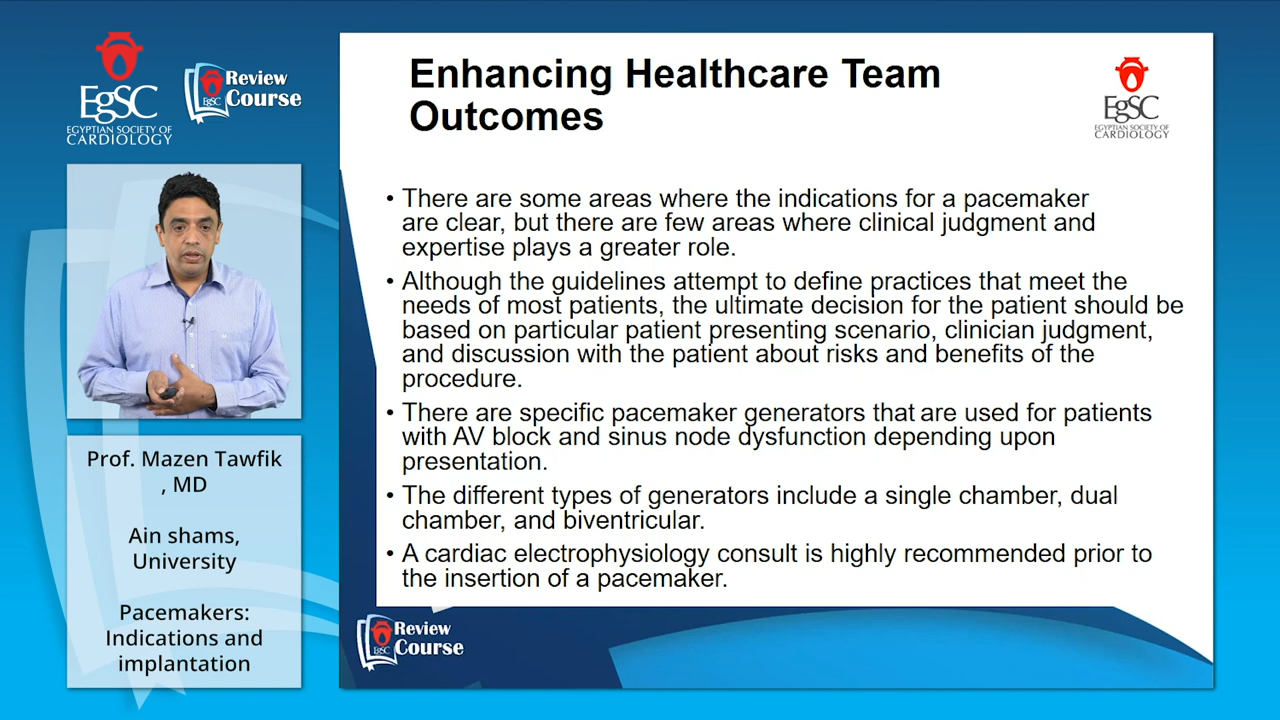 EgSC
EGYPTIAN SOCIETY OF
CARDIOLOGY
EgSC
Review
Course
Prof. Mazen Tawfik
, MD
Ain shams,
University
Pacemakers:
Indications and
implantation
Enhancing Healthcare Team
Outcomes
EgSC
EGYPTIAN SOCIETY OF
CARDIOLOGY
• There are some areas where the indications for a pacemaker
are clear, but there are few areas where clinical judgment and
expertise plays a greater role.
• Although the guidelines attempt to define practices that meet the
needs of most patients, the ultimate decision for the patient should be
based on particular patient presenting scenario, clinician judgment,
and discussion with the patient about risks and benefits of the
procedure.
• There are specific pacemaker generators that are used for patients
with AV block and sinus node dysfunction depending upon
presentation.
• The different types of generators include a single chamber, dual
chamber, and biventricular.
• A cardiac electrophysiology consult is highly recommended prior to
the insertion of a pacemaker.
EgSC
Review
Course